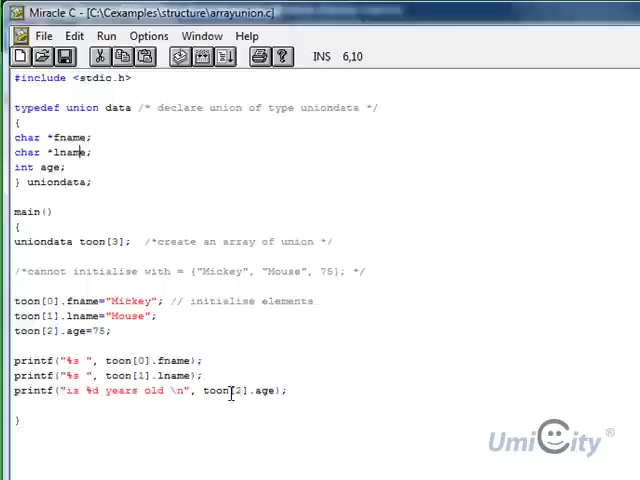 Miracle C - [C:\Cexamples\structure\arrayunion.c]
File Edit Run Options Window Help
INS 6,10
#include <stdio.h>
typedef union data /* declare union of type uniondata */
{
char *fname;
char *lname;
int age;
} uniondata;
main()
{
uniondata toon[3]; /*create an array of union */
/*cannot initialise with = {"Mickey", "Mouse", 75}; */
toon[0].fname="Mickey"; // initialise elements
toon[1].lname="Mouse";
toon[2].age=75;
printf("%s ", toon[0].fname);
printf("%s ", toon[1].lname);
printf("is %d years old \n", toon[2].age);
}
UmiCity